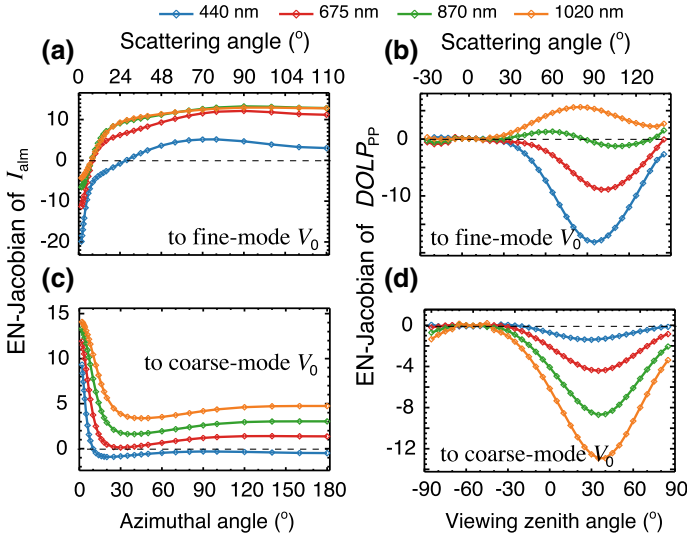 440 nm 675 nm 870 nm 1020 nm
(a) (b)
Scattering angle (°) Scattering angle (°)
0 24 48 70 92 104 110 -30 0 30 60 90 120
10
0
-10
-20
EN-Jacobian of I_alm
to fine-mode V_0
0
-10
EN-Jacobian of DOLP_PP
to fine-mode V_0
(c) (d)
15
10
5
0
to coarse-mode V_0
0
-4
-8
-12
to coarse-mode V_0
0 30 60 90 120 150 180 -90 -60 -30 0 30 60 90
Azimuthal angle (°) Viewing zenith angle (°)